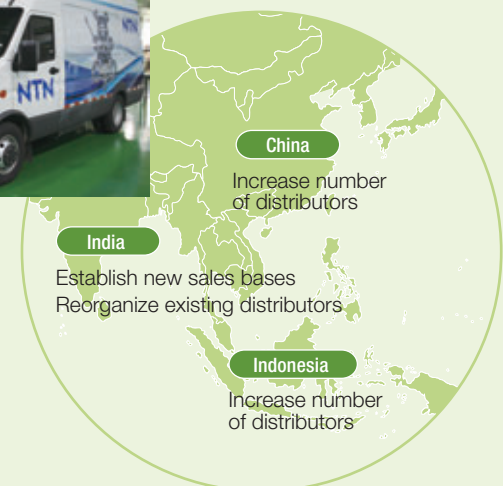 NTN
NTN
China
Increase number
of distributors
India
Establish new sales bases
Reorganize existing distributors
Indonesia
Increase number
of distributors